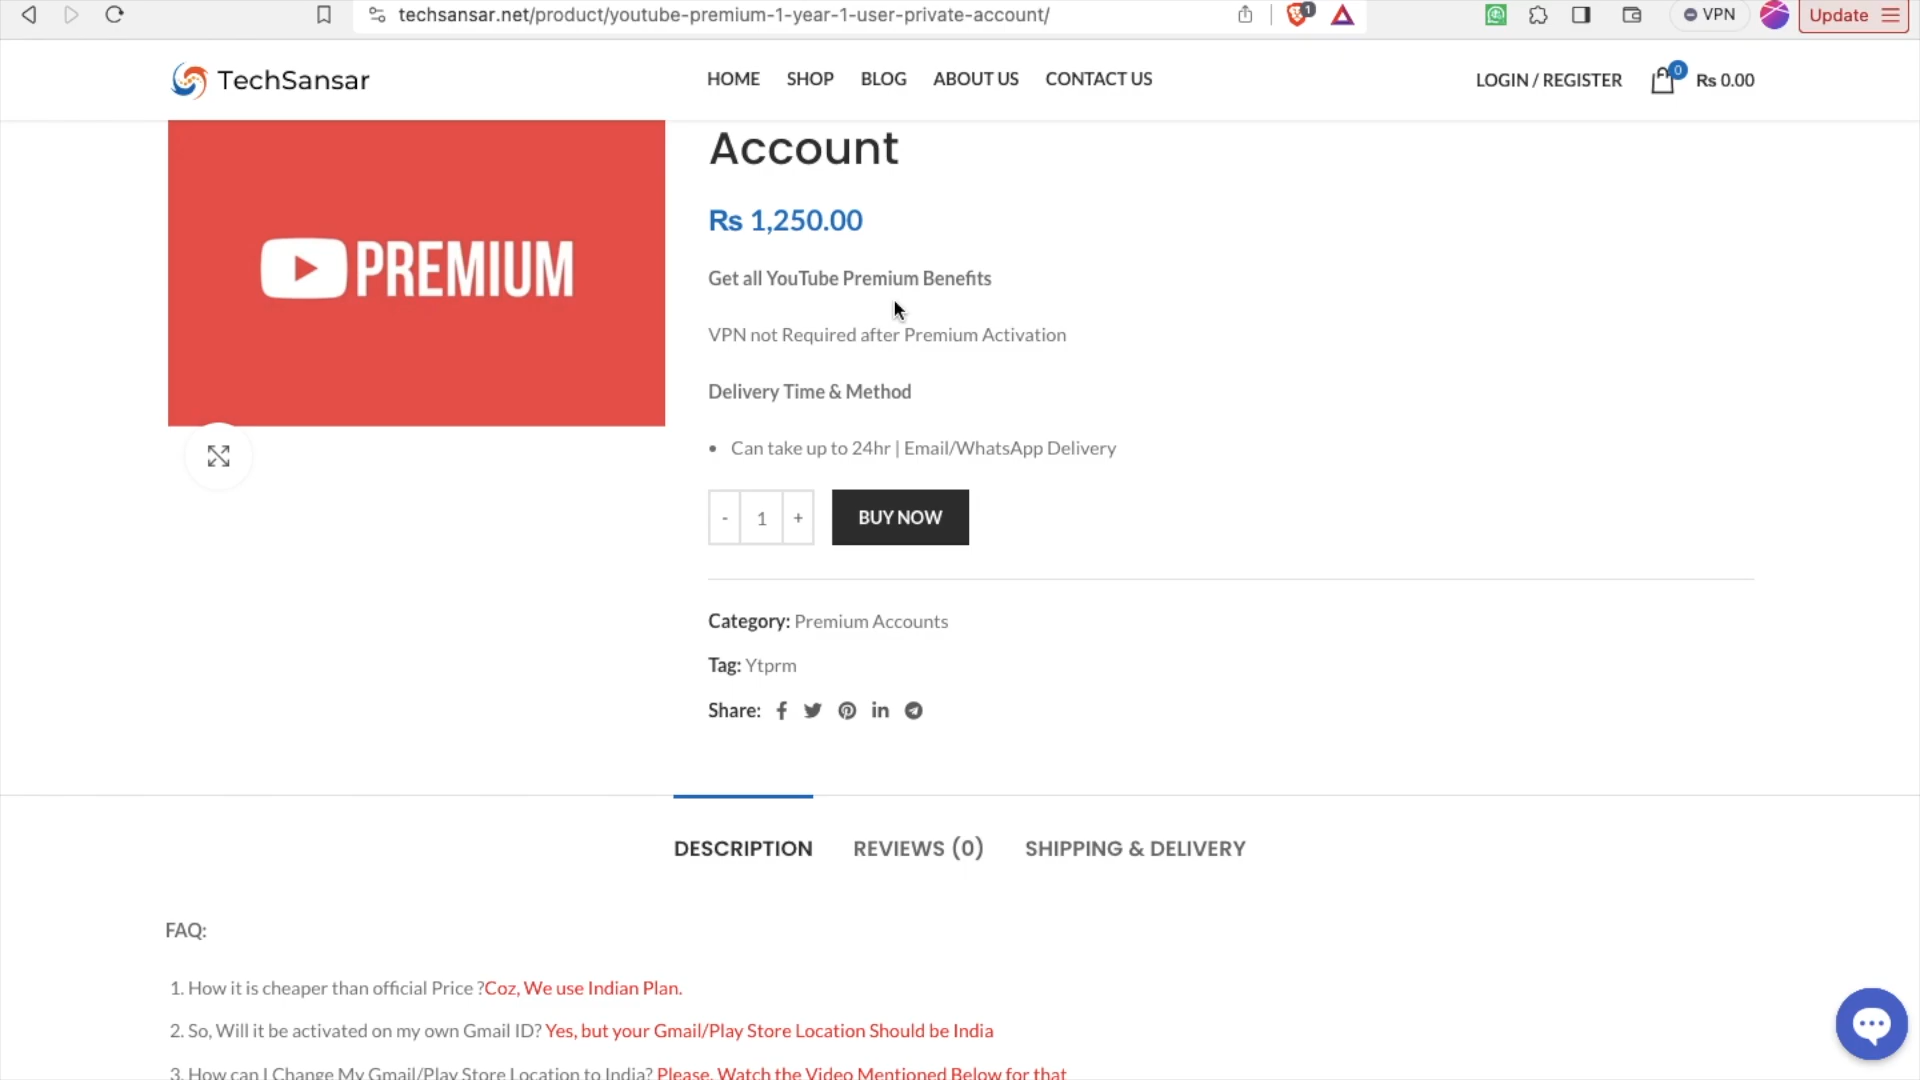 techsansar.net/product/youtube-premium-1-year-1-user-private-account/
1
VPN
Update
TechSansar
HOME
SHOP
BLOG
ABOUT US
CONTACT US
LOGIN / REGISTER
0
Rs 0.00
PREMIUM
Account
Rs 1,250.00
Get all YouTube Premium Benefits
VPN not Required after Premium Activation
Delivery Time & Method
• Can take up to 24hr | Email/WhatsApp Delivery
- 1 +
BUY NOW
Category: Premium Accounts
Tag: Ytprm
Share:
DESCRIPTION
REVIEWS (0)
SHIPPING & DELIVERY
FAQ:
1. How it is cheaper than official Price ?Coz, We use Indian Plan.
2. So, Will it be activated on my own Gmail ID? Yes, but your Gmail/Play Store Location Should be India
3. How can I Change My Gmail/Play Store Location to India? Please, Watch the Video Mentioned Below for that